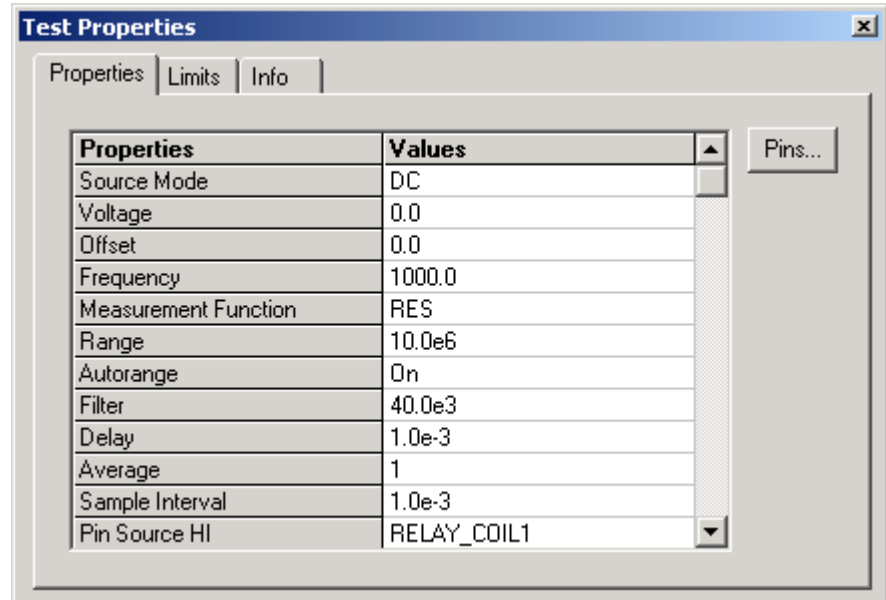 Test Properties
Properties Limits Info
Properties Values
Pins...
Source Mode DC
Voltage 0.0
Offset 0.0
Frequency 1000.0
Measurement Function RES
Range 10.0e6
Autorange On
Filter 40.0e3
Delay 1.0e-3
Average 1
Sample Interval 1.0e-3
Pin Source HI RELAY_COIL1